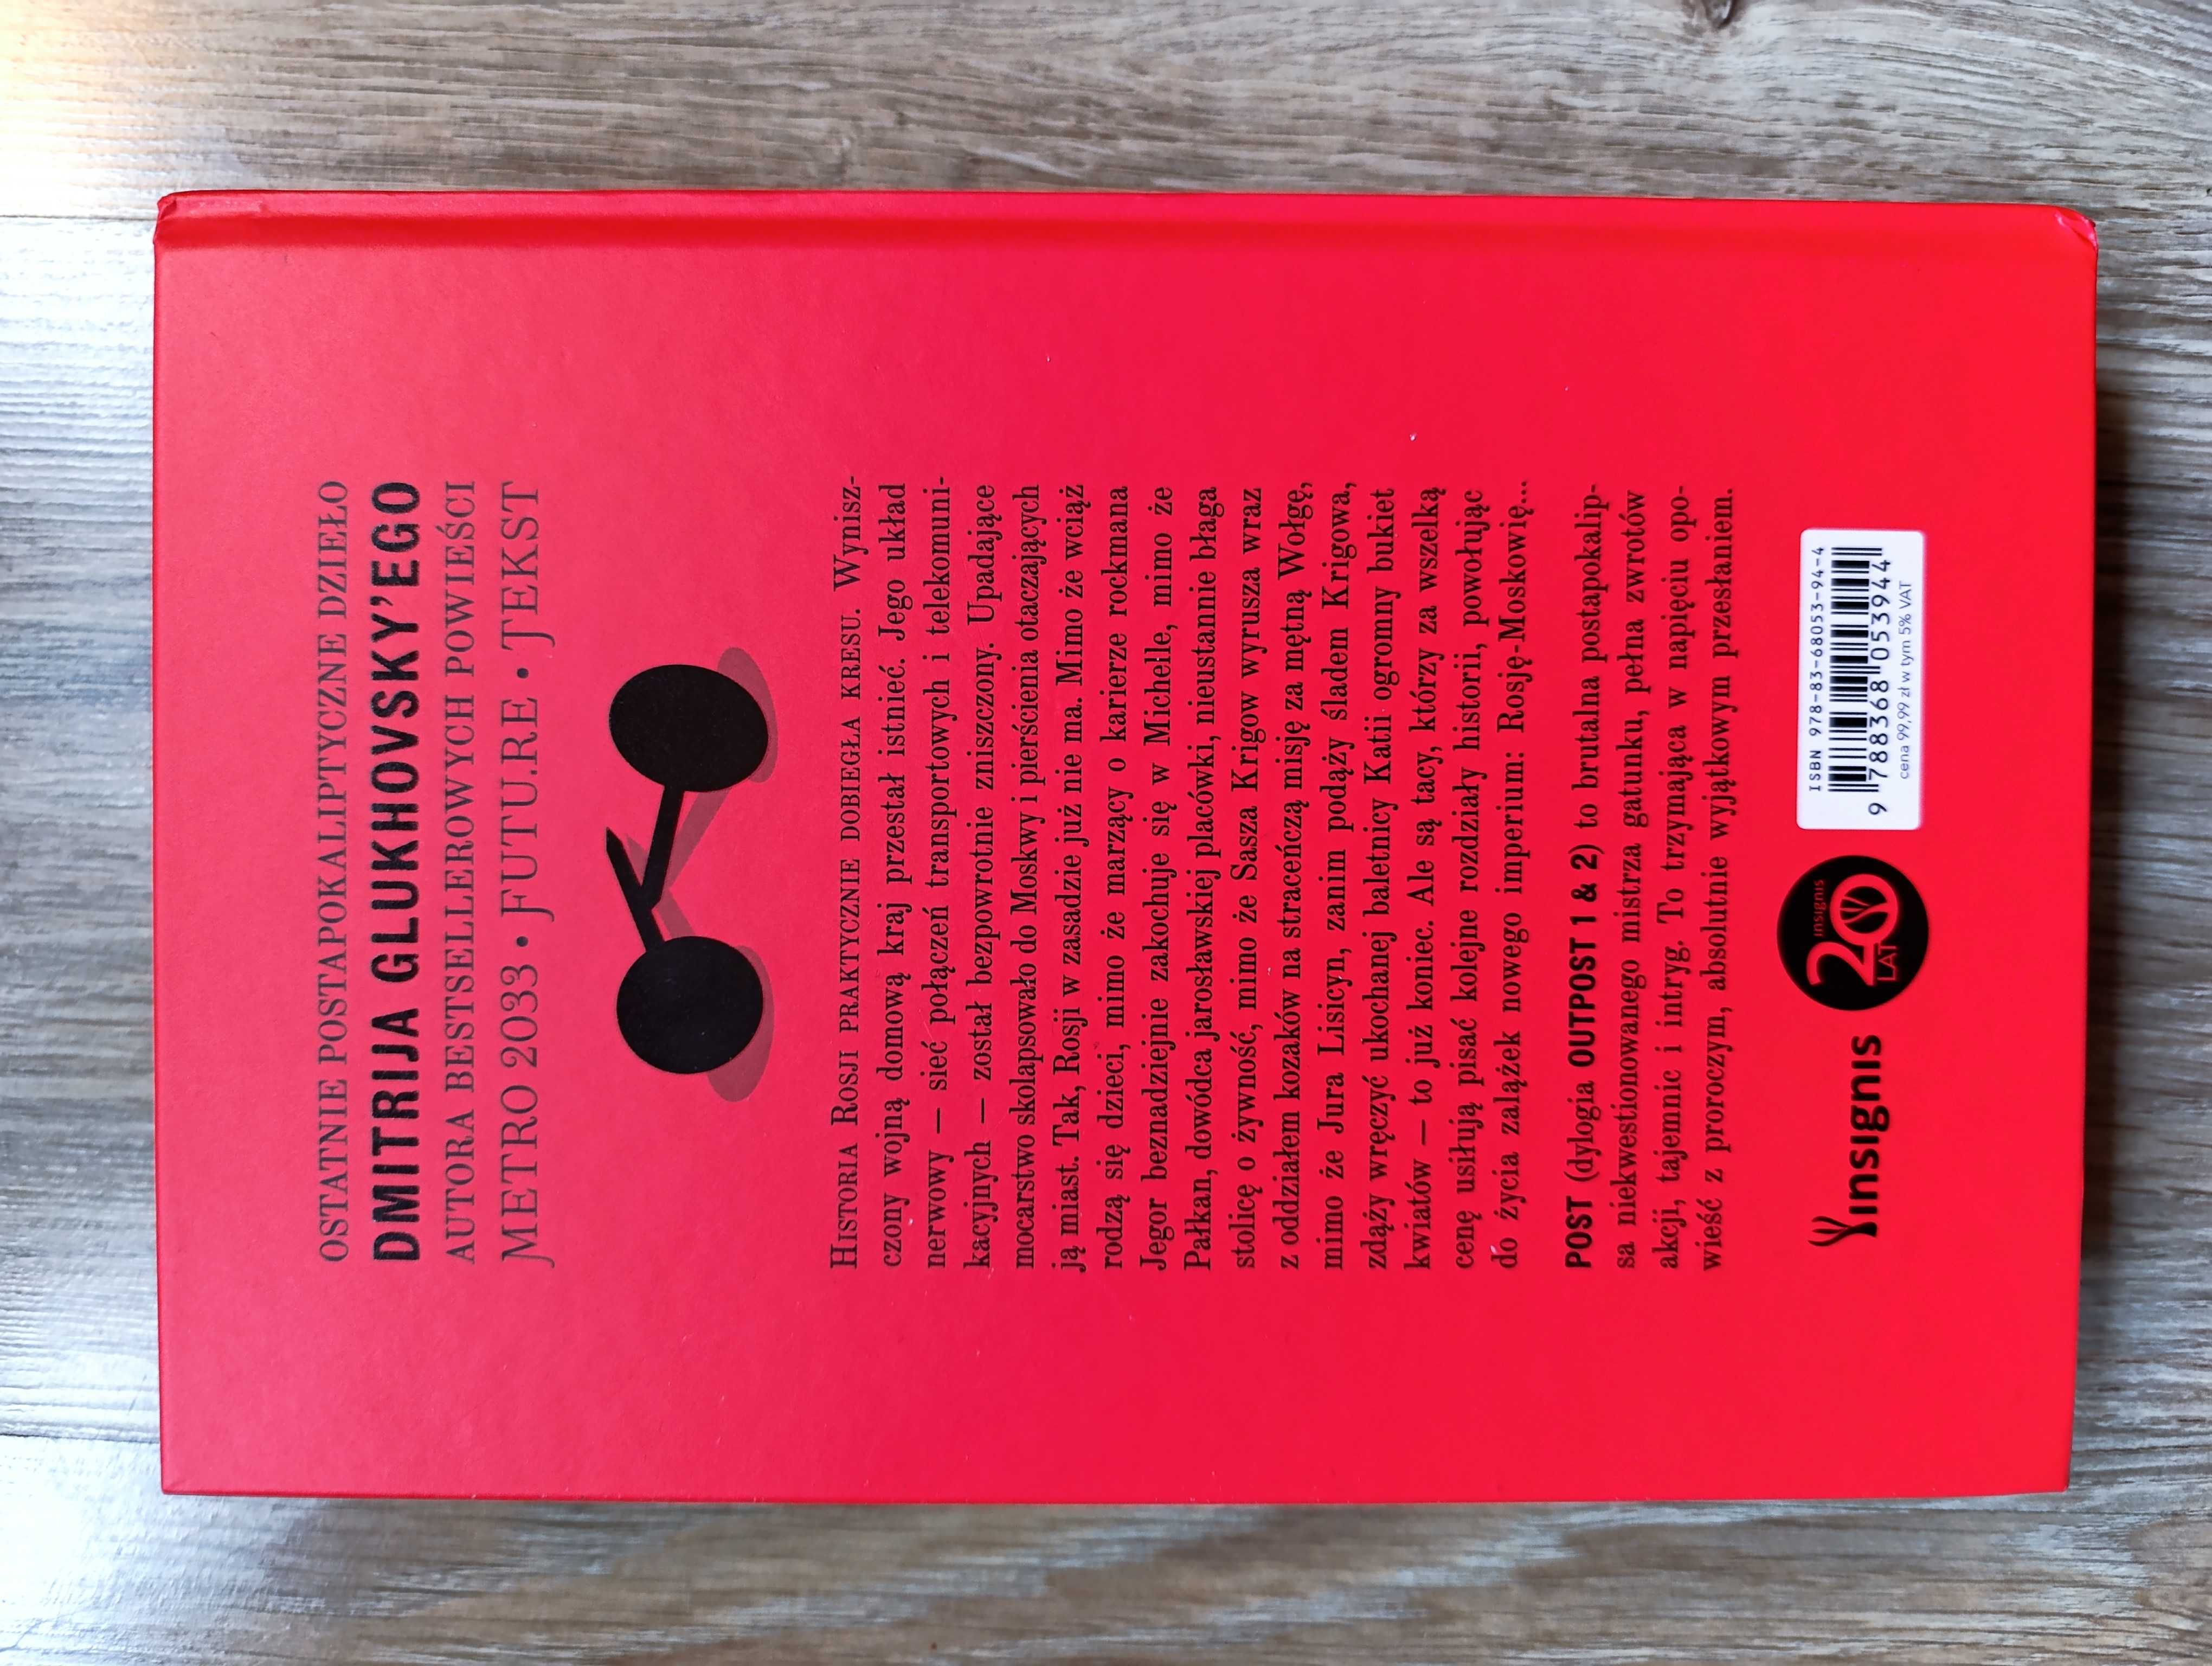 OSTATNIE POSTAPOKALIPTYCZNE DZIEŁO
DMITRIJA GLUKHOVSKY'EGO
AUTORA BESTSELLEROWYCH POWIEŚCI
METRO 2033 • FUTU.RE • TEKST
HISTORIA ROSJI PRAKTYCZNIE DOBIEGŁA KRESU. Wynisz-
czony wojną domową kraj przestał istnieć. Jego układ
nerwowy – sieć połączeń transportowych i telekomuni-
kacyjnych – został bezpowrotnie zniszczony. Upadające
mocarstwo skolapsowało do Moskwy i pierścienia otaczających
ją miast. Tak, Rosji w zasadzie już nie ma. Mimo że wciąż
rodzą się dzieci, mimo że marzący o karierze rockmana
Jegor beznadziejnie zakochuje się w Michelle, mimo że
Pałkan, dowódca jarosławskiej placówki, nieustannie błaga
stolicę o żywność, mimo że Sasza Krigow wyrusza wraz
z oddziałem kozaków na straceńczą misję za mętną Wołgę,
mimo że Jura Lisicyn, zanim podąży śladem Krigowa,
zdąży wręczyć ukochanej baletnicy Katii ogromny bukiet
kwiatów – to już koniec. Ale są tacy, którzy za wszelką
cenę usiłują pisać kolejne rozdziały historii, powołując
do życia zalążek nowego imperium: Rosję-Moskowię...
POST (dylogia OUTPOST 1 & 2) to brutalna postapokalip-
sa niekwestionowanego mistrza gatunku, pełna zwrotów
akcji, tajemnic i intryg. To trzymająca w napięciu opo-
wieść z proroczym, absolutnie wyjątkowym przesłaniem.
insignis
insignis
20
LAT
ISBN 978-83-68053-94-4
9 788368 053944
cena 99,99 zł w tym 5% VAT